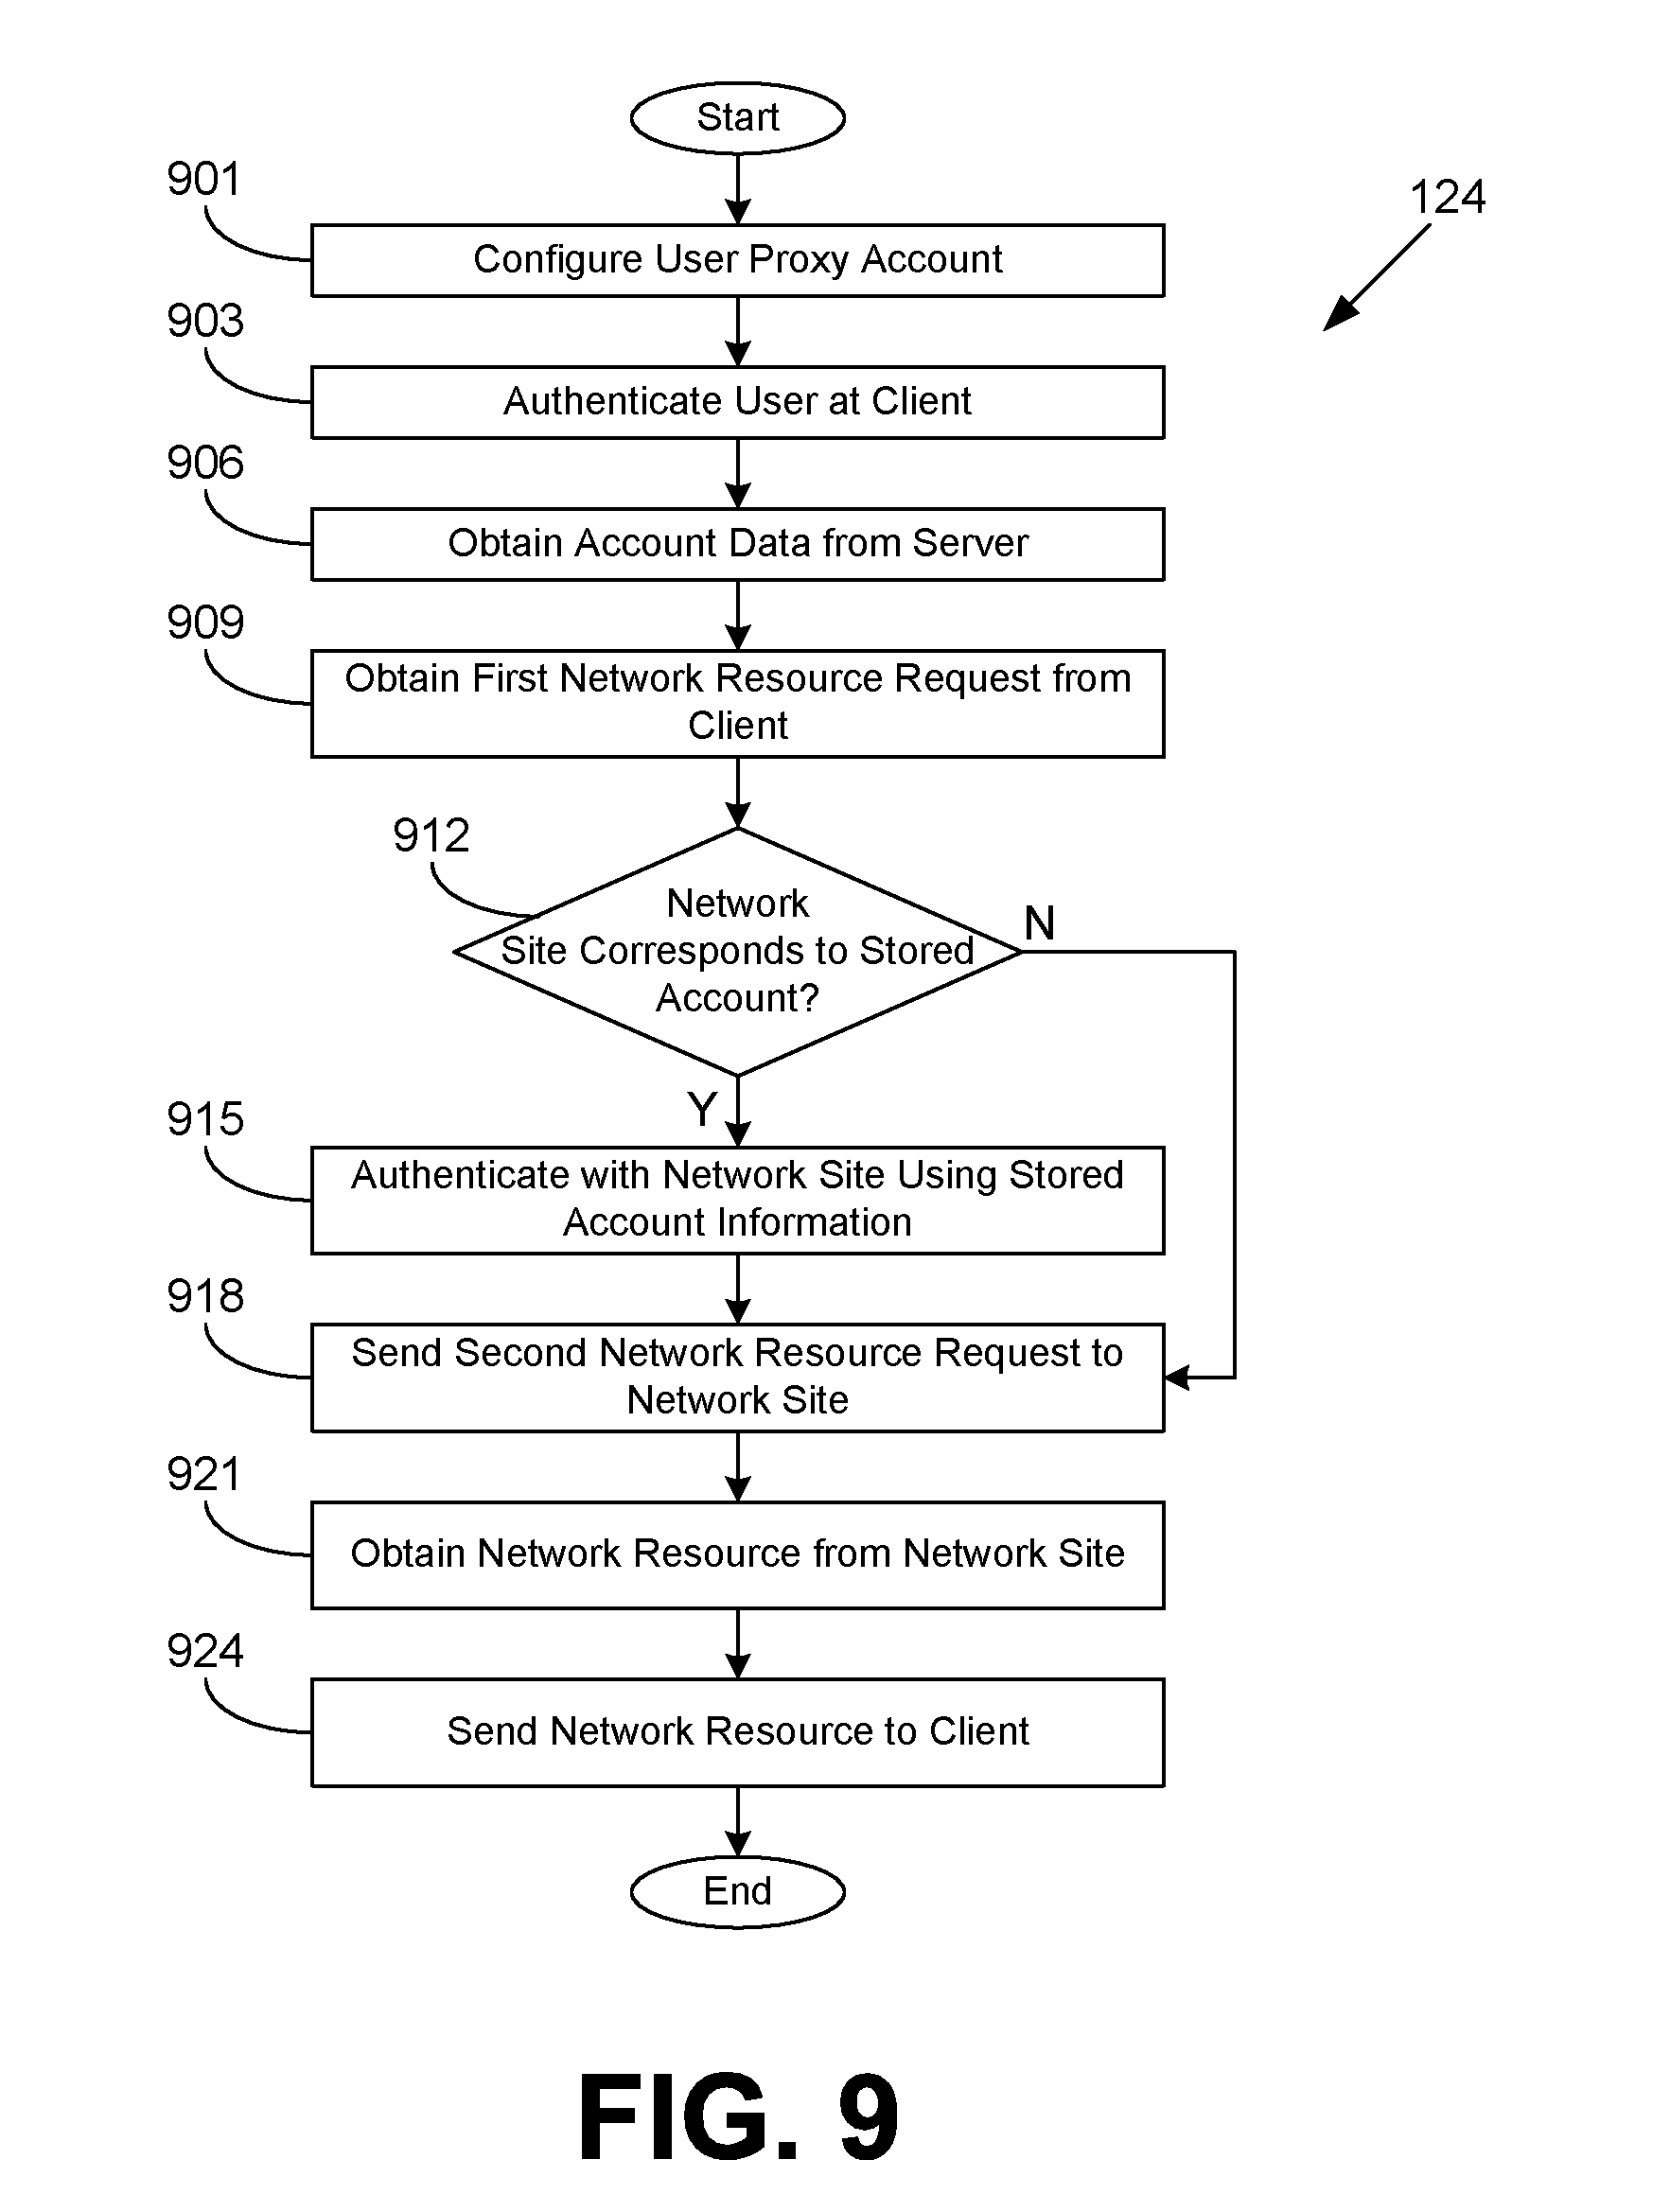 Start
901
124
Configure User Proxy Account
903
Authenticate User at Client
906
Obtain Account Data from Server
909
Obtain First Network Resource Request from
Client
912
Network
Site Corresponds to Stored
Account?
N
Y
915
Authenticate with Network Site Using Stored
Account Information
918
Send Second Network Resource Request to
Network Site
921
Obtain Network Resource from Network Site
924
Send Network Resource to Client
End
FIG. 9